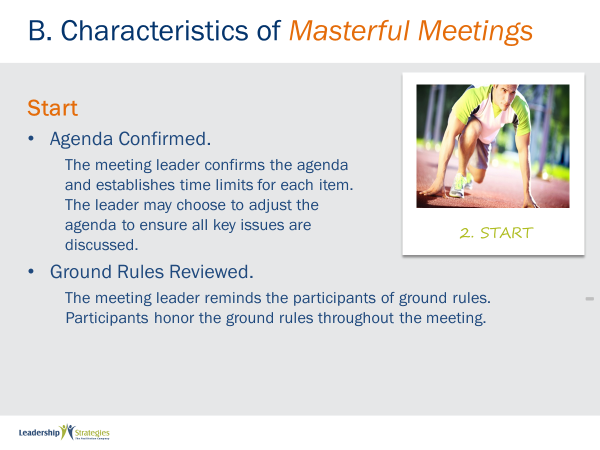 B. Characteristics of Masterful Meetings
Start
• Agenda Confirmed.
The meeting leader confirms the agenda
and establishes time limits for each item.
The leader may choose to adjust the
agenda to ensure all key issues are
discussed.
2. START
• Ground Rules Reviewed.
The meeting leader reminds the participants of ground rules.
Participants honor the ground rules throughout the meeting.
Leadership Strategies
The Facilitation Company